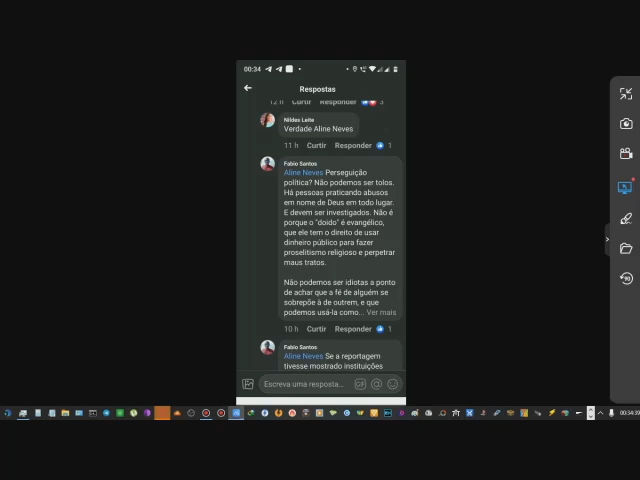 00:34
Respostas
12 h Curtir Responder 3
Nildes Leite
Verdade Aline Neves
11 h Curtir Responder 1
Fabio Santos
Aline Neves Perseguição
política? Não podemos ser tolos.
Há pessoas praticando abusos
em nome de Deus em todo lugar.
E devem ser investigados. Não é
porque o "doido" é evangélico,
que ele tem o direito de usar
dinheiro público para fazer
proselitismo religioso e perpetrar
maus tratos.
Não podemos ser idiotas a ponto
de achar que a fé de alguém se
sobrepõe à de outrem, e que
podemos usá-la como... Ver mais
10 h Curtir Responder 1
Fabio Santos
Aline Neves Se a reportagem
tivesse mostrado instituições
Escreva uma resposta...
GIF
90
00:34:39